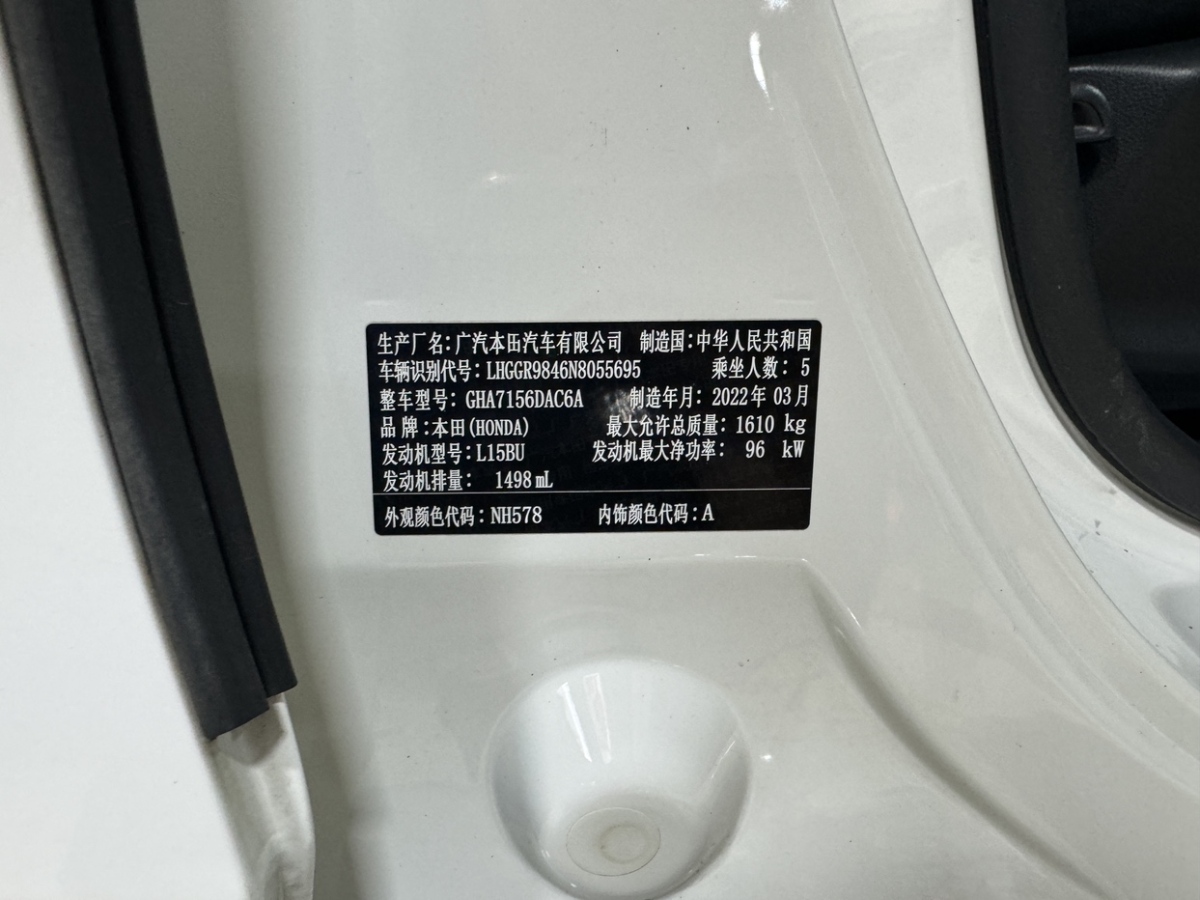 生产厂名:广汽本田汽车有限公司 制造国:中华人民共和国
车辆识别代号: LHGGR9846N8055695 乘坐人数: 5
整车型号: GHA7156DAC6A 制造年月: 2022年 03月
品牌:本田(HONDA) 最大允许总质量: 1610 kg
发动机型号: L15BU 发动机最大净功率: 96 kW
发动机排量: 1498 mL
外观颜色代码: NH578 内饰颜色代码: A